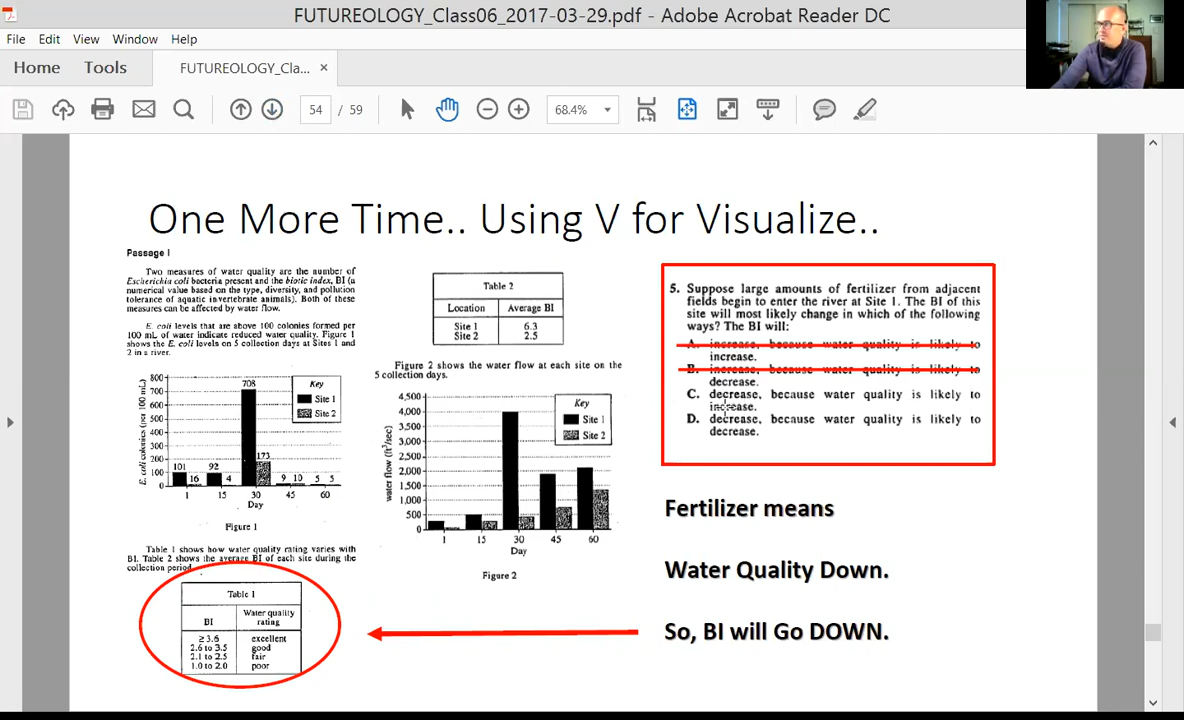 FUTUREOLOGY_Class06_2017-03-29.pdf - Adobe Acrobat Reader DC
File Edit View Window Help
Home Tools FUTUREOLOGY_Cla... ×
54 / 59 68.4%
One More Time.. Using V for Visualize..
Passage I
Two measures of water quality are the number of
Escherichia coli bacteria present and the biotic index, BI (a
numerical value based on the type, diversity, and pollution
tolerance of aquatic invertebrate animals). Both of these
measures can be affected by water flow.
E. coli levels that are above 100 colonies formed per
100 mL of water indicate reduced water quality. Figure 1
shows the E. coli levels on 5 collection days at Sites 1 and
2 in a river.
E. coli colonies (per 100 mL)
800
700
600
500
400
300
200
100
0
101 16 92 4 708 173 9 10 5 5
1 15 30 45 60
Day
Key
Site 1
Site 2
Figure 1
Table 1 shows how water quality rating varies with
BI. Table 2 shows the average BI of each site during the
collection period.
Table 1
BI Water quality
rating
≥3.6 excellent
2.6 to 3.5 good
2.1 to 2.5 fair
1.0 to 2.0 poor
Table 2
Location Average BI
Site 1 6.3
Site 2 2.5
Figure 2 shows the water flow at each site on the
5 collection days.
water flow (ft³/sec)
4,500
4,000
3,500
3,000
2,500
2,000
1,500
1,000
500
0
1 15 30 45 60
Day
Key
Site 1
Site 2
Figure 2
5. Suppose large amounts of fertilizer from adjacent
fields begin to enter the river at Site 1. The BI of this
site will most likely change in which of the following
ways? The BI will:
A. increase, because water quality is likely to
increase.
B. increase, because water quality is likely to
decrease.
C. decrease, because water quality is likely to
increase.
D. decrease, because water quality is likely to
decrease.
Fertilizer means
Water Quality Down.
So, BI will Go DOWN.